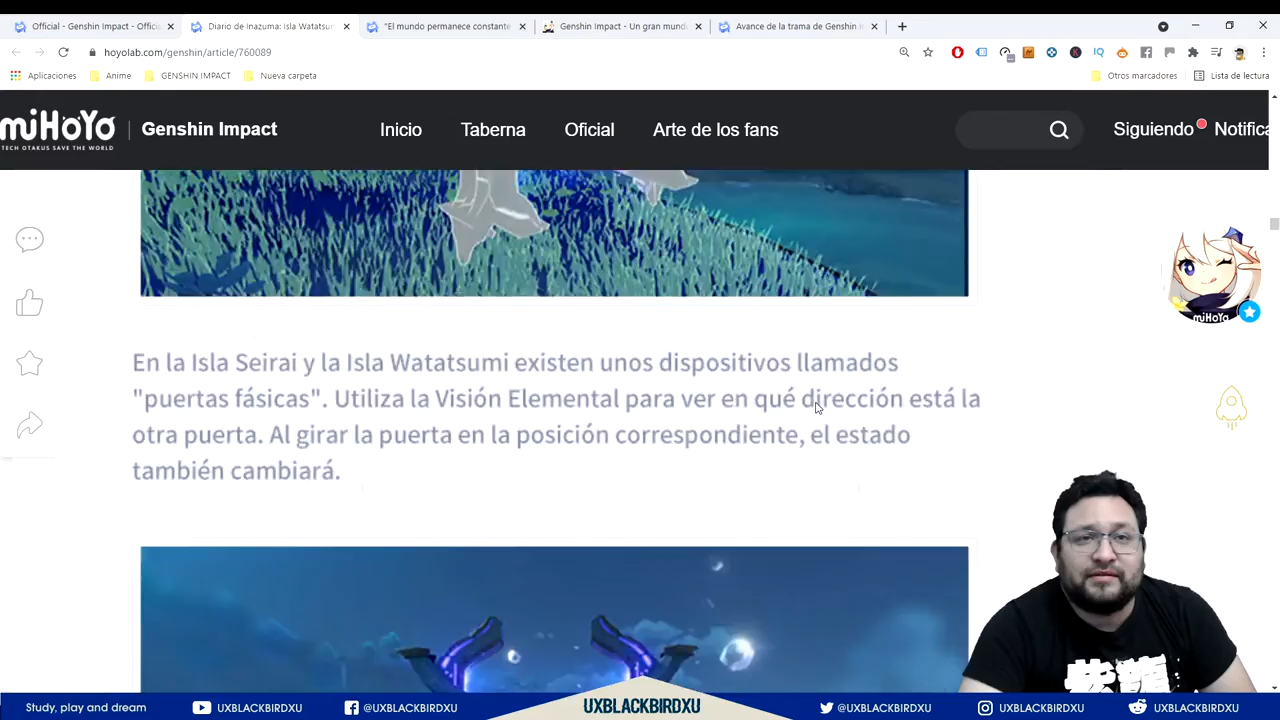 Official - Genshin Impact - Officia
Diario de Inazuma: Isla Watatsum
"El mundo permanece constante
Genshin Impact - Un gran mund
Avance de la trama de Genshin I
hoyolab.com/genshin/article/760089
Aplicaciones
Anime
GENSHIN IMPACT
Nueva carpeta
Otros marcadores
Lista de lectura
miHoYo
TECH OTAKUS SAVE THE WORLD
Genshin Impact
Inicio
Taberna
Oficial
Arte de los fans
Siguiendo
Notifica
miHoYo
En la Isla Seirai y la Isla Watatsumi existen unos dispositivos llamados
"puertas fásicas". Utiliza la Visión Elemental para ver en qué dirección está la
otra puerta. Al girar la puerta en la posición correspondiente, el estado
también cambiará.
Study, play and dream
UXBLACKBIRDXU
@UXBLACKBIRDXU
UXBLACKBIRDXU
@UXBLACKBIRDXU
UXBLACKBIRDXU
UXBLACKBIRDXU